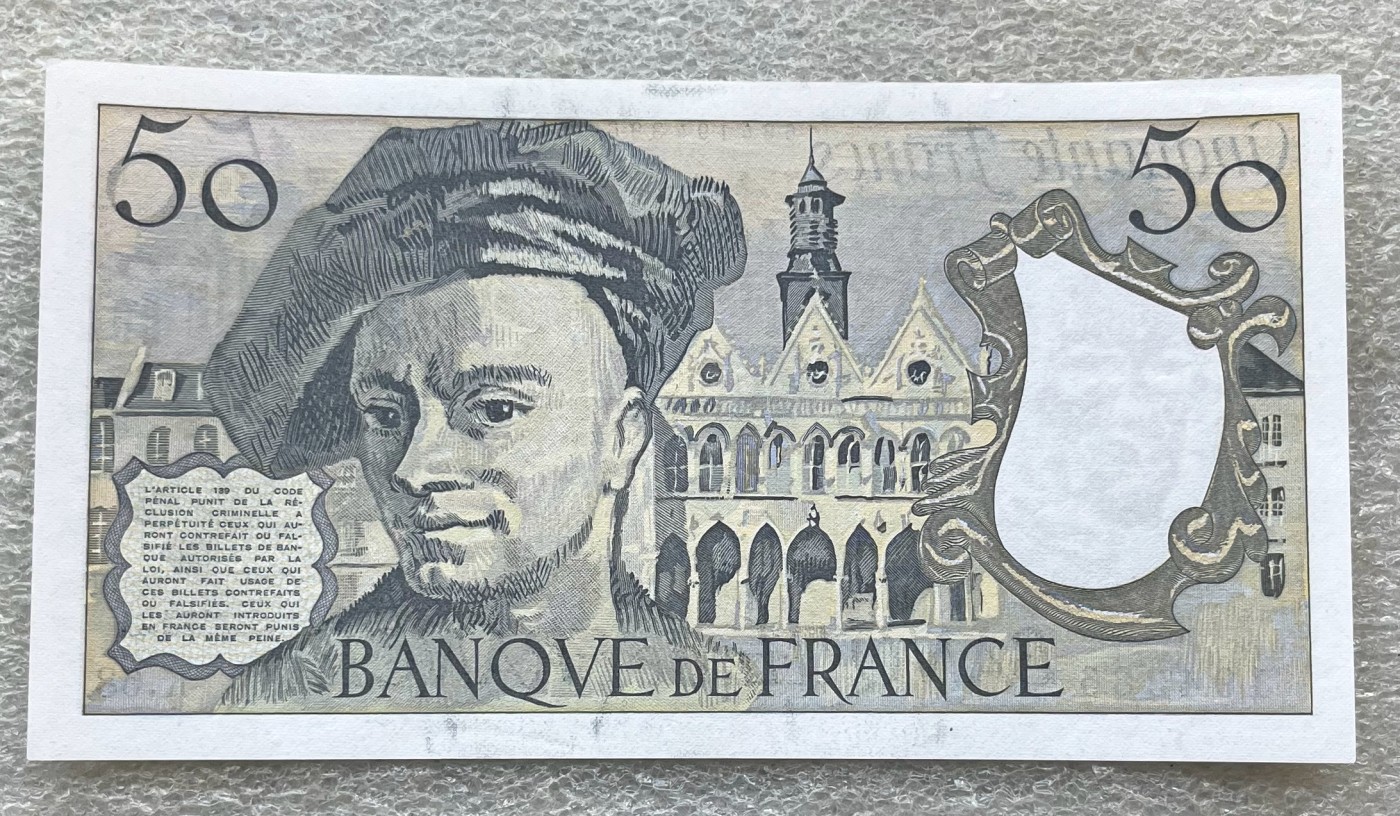 50
50
L'ARTICLE 139 DU CODE
PÉNAL PUNIT DE LA RÉ-
CLUSION CRIMINELLE A
PERPÉTUITÉ CEUX QUI AU-
RONT CONTREFAIT OU FAL-
SIFIÉ LES BILLETS DE BAN-
QUE AUTORISÉS PAR LA
LOI, AINSI QUE CEUX QUI
AURONT FAIT USAGE DE
CES BILLETS CONTREFAITS
OU FALSIFIÉS. CEUX QUI
LES AURONT INTRODUITS
EN FRANCE SERONT PUNIS
DE LA MÊME PEINE.
BANQVE DE FRANCE